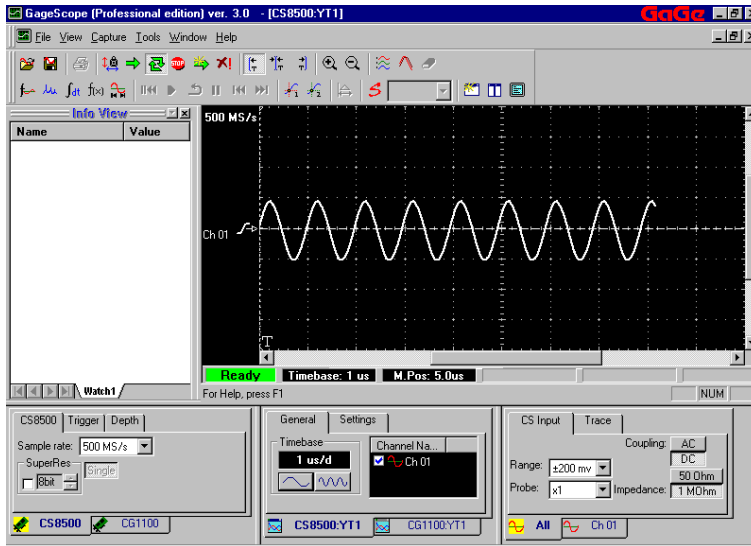 GageScope (Professional edition) ver. 3.0 - [CS8500:YT1]
GaGe
File View Capture Tools Window Help
Info View
Name Value
500 MS/s
Ch 01
T
Watch1
Ready Timebase: 1 us M.Pos: 5.0us
For Help, press F1
NUM
CS8500 Trigger Depth
Sample rate: 500 MS/s
SuperRes
8bit
Single
CS8500 CG1100
General Settings
Timebase
1 us/d
Channel Na...
Ch 01
CS8500:YT1 CG1100:YT1
CS Input Trace
Coupling: AC
DC
Range: ±200 mv
50 Ohm
Probe: x1
Impedance: 1 MOhm
All Ch 01